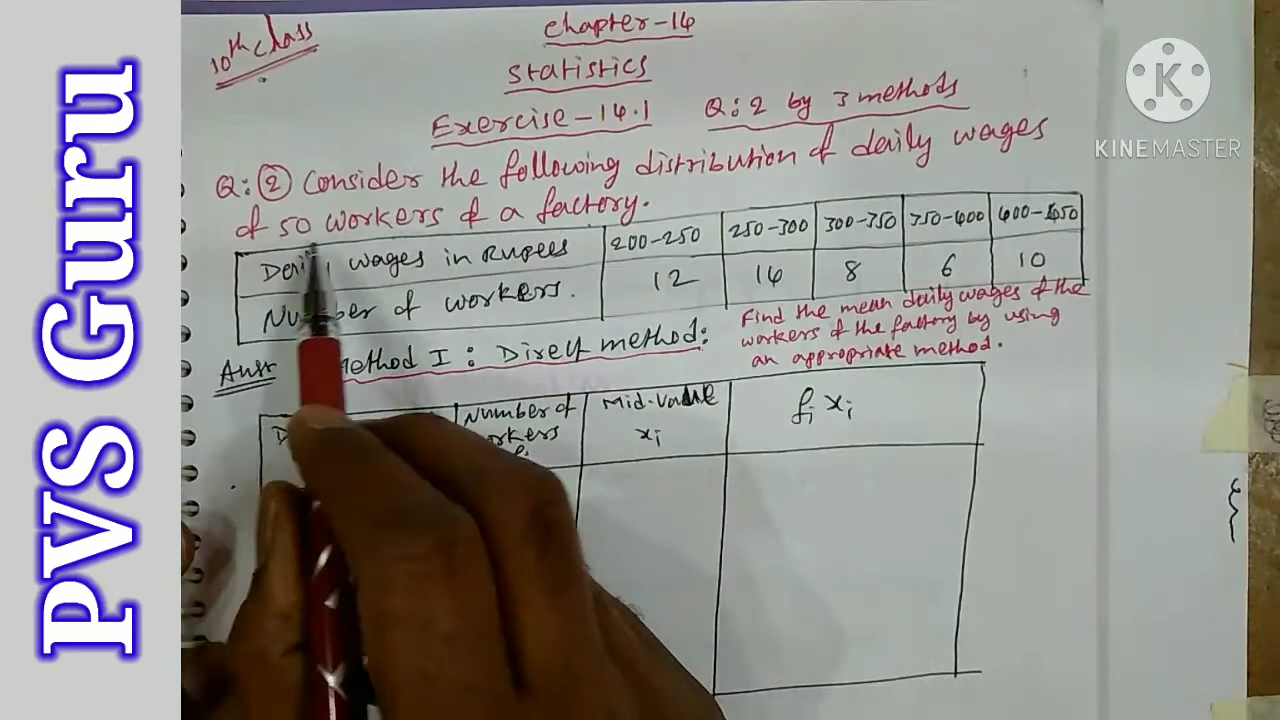 PVS Guru
10th class
chapter-14
statistics
Exercise-14.1 Q:2 by 3 methods
Q:② Consider the following distribution of daily wages
of 50 workers of a factory.
wages in Rupees 200-250 250-300 300-350 350-400 400-450
Number of workers. 12 14 8 6 10
Find the mean daily wages of the
workers of the factory by using
an appropriate method.
Answer Method I : Direct method:
Number of
Mid-value
xi
fi xi
KINEMASTER